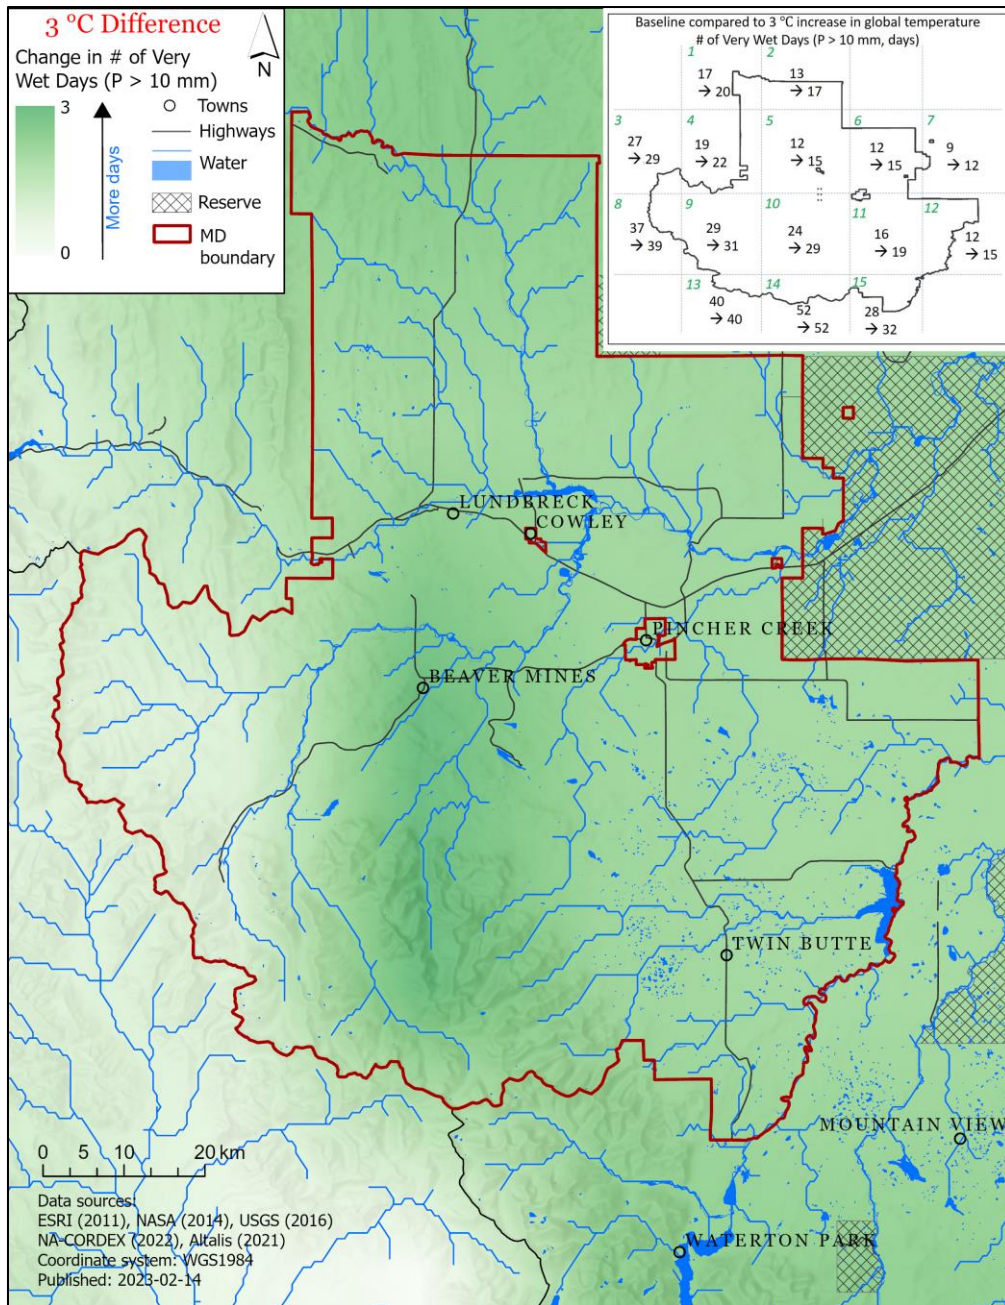 3 °C Difference
Change in # of Very
Wet Days (P > 10 mm)
3
0
More days
N
Towns
Highways
Water
Reserve
MD
boundary
Baseline compared to 3 °C increase in global temperature
# of Very Wet Days (P > 10 mm, days)
1 2
17 → 20
13 → 17
3 4 5 6 7
27 → 29
19 → 22
12 → 15
12 → 15
9 → 12
8 9 10 11 12
37 → 39
29 → 31
24 → 29
16 → 19
12 → 15
13 14 15
40 → 40
52 → 52
28 → 32
LUNDBRECK
COWLEY
PINCHER CREEK
BEAVER MINES
TWIN BUTTE
MOUNTAIN VIEW
WATERTON PARK
0 5 10 20 km
Data sources:
ESRI (2011), NASA (2014), USGS (2016)
NA-CORDEX (2022), Altalis (2021)
Coordinate system: WGS1984
Published: 2023-02-14